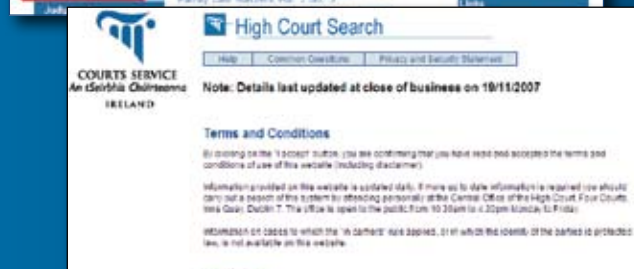 High Court Search
Help Common Questions Privacy and Security Statement
COURTS SERVICE
An tSeirbhís Chúirteanna
IRELAND
Note: Details last updated at close of business on 19/11/2007
Terms and Conditions
By clicking on the 'I accept' button, you are confirming that you have read and accepted the terms and
conditions of use of this website (including disclaimer).
Information provided on this website is updated daily. If more up to date information is required you should
carry out a search of the system by attending personally at the Central Office of the High Court, Four Courts,
Inns Quay, Dublin 7. The office is open to the public from 10.30am to 4.30pm Monday to Friday.
Information on cases to which the 'in camera' rule applies, or in which the identity of the parties is protected
law, is not available on this website.